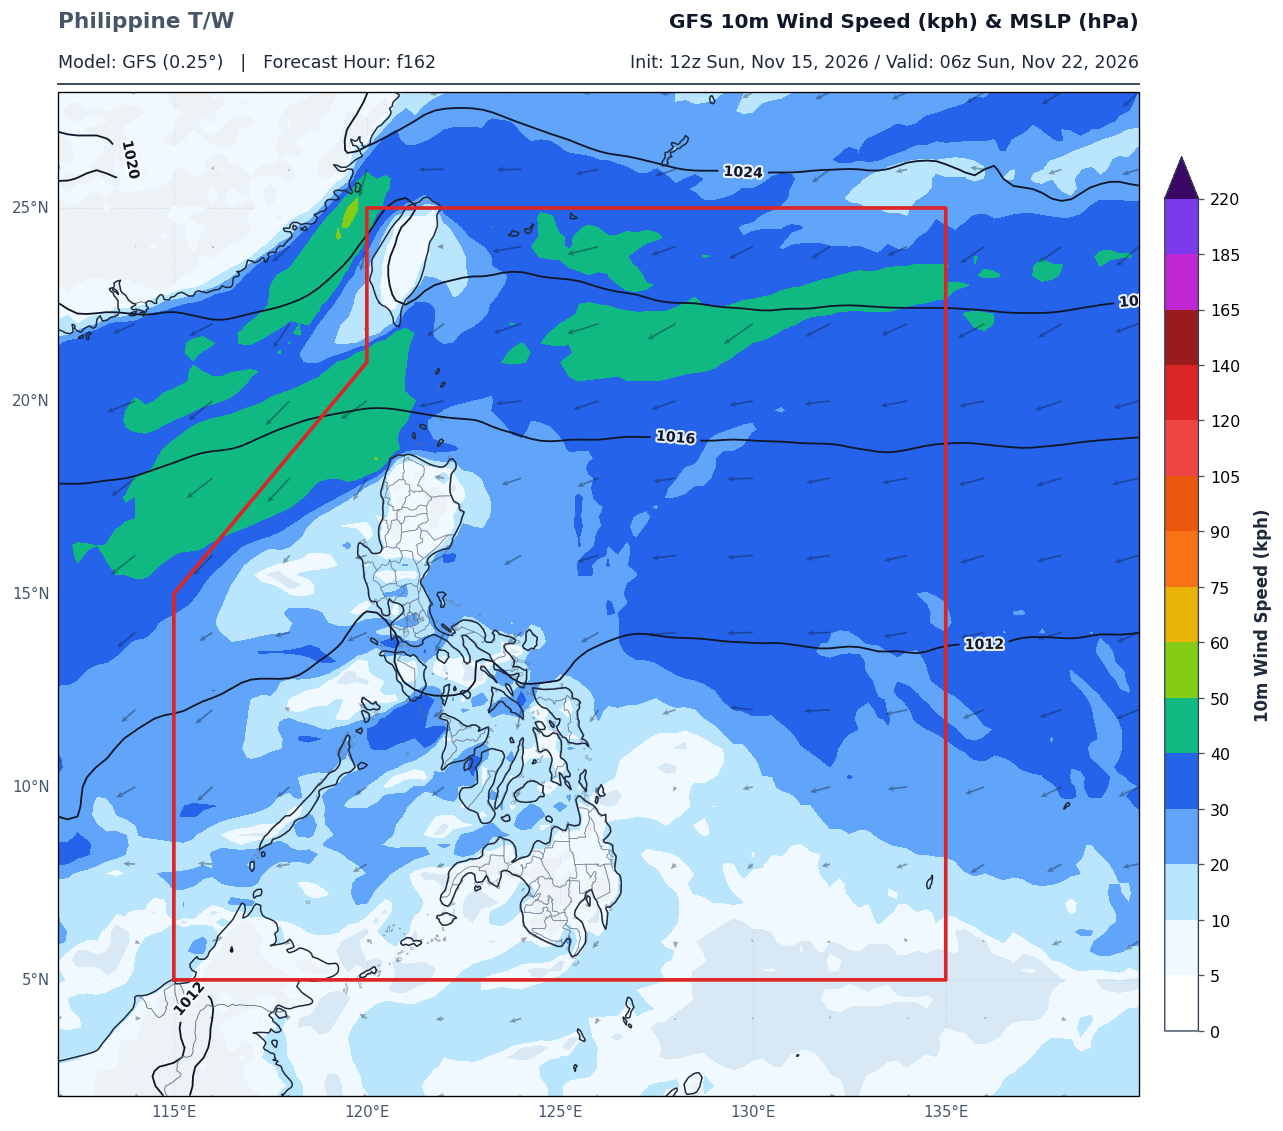 Philippine T/W
GFS 10m Wind Speed (kph) & MSLP (hPa)
Model: GFS (0.25°)   |   Forecast Hour: f162
Init: 12z Sun, Nov 15, 2026 / Valid: 06z Sun, Nov 22, 2026
1020
1024
10
1016
1012
1012
25°N
20°N
15°N
10°N
5°N
115°E
120°E
125°E
130°E
135°E
220
185
165
140
120
105
90
75
60
50
40
30
20
10
5
0
10m Wind Speed (kph)